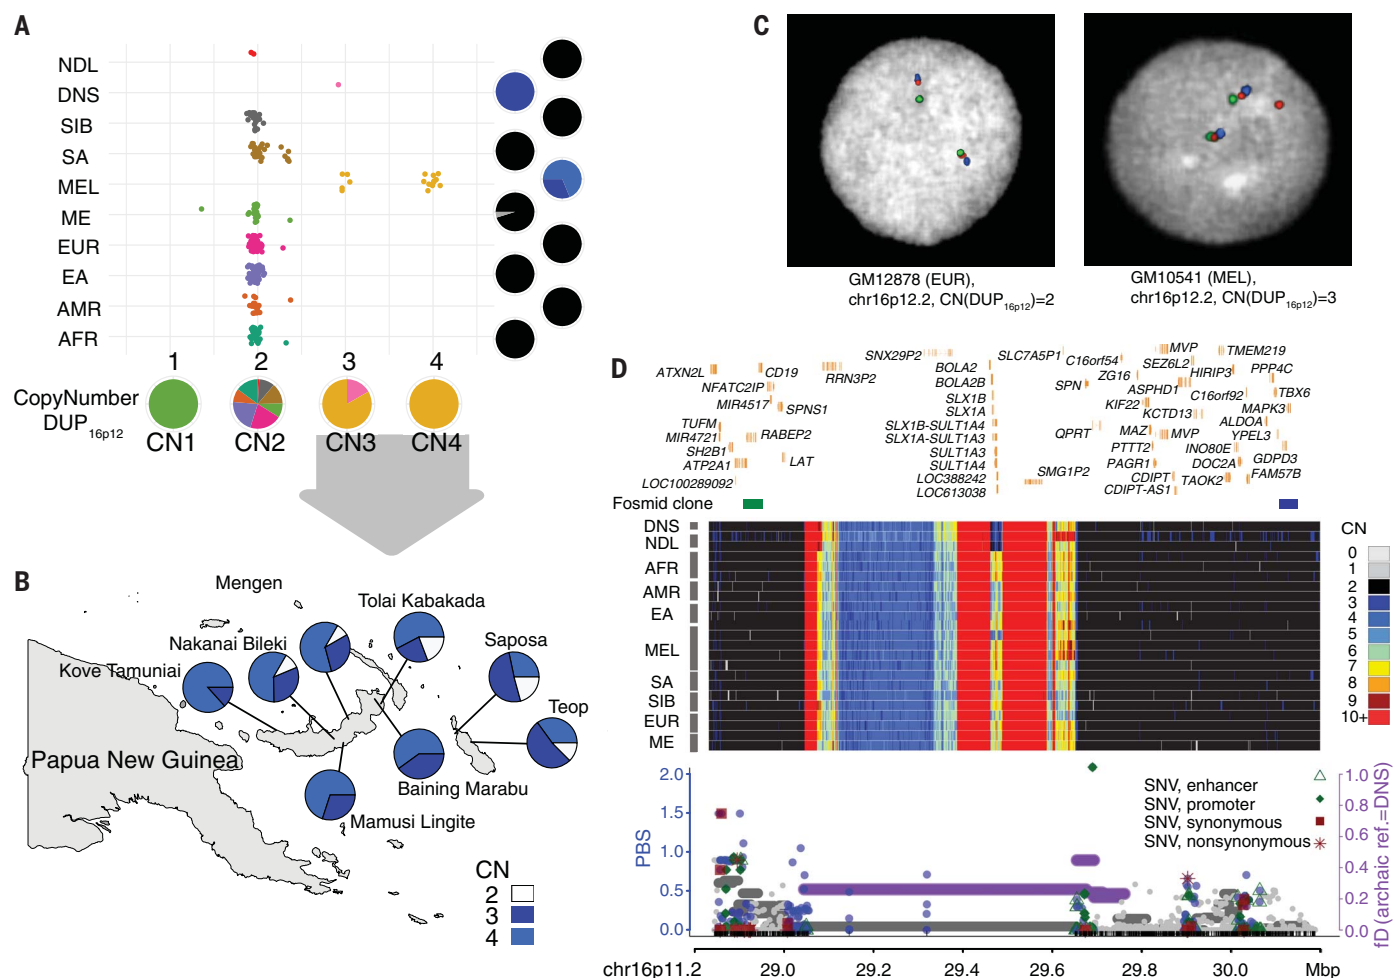 A
NDL
DNS
SIB
SA
MEL
ME
EUR
EA
AMR
AFR
1 2 3 4
CopyNumber
DUP16p12
CN1 CN2 CN3 CN4
B
Mengen
Tolai Kabakada
Nakanai Bileki
Saposa
Kove Tamuniai
Teop
Papua New Guinea
Baining Marabu
Mamusi Lingite
CN
2
3
4
C
GM12878 (EUR),
chr16p12.2, CN(DUP16p12)=2
GM10541 (MEL),
chr16p12.2, CN(DUP16p12)=3
D
ATXN2L
CD19
NFATC2IP
MIR4517
SPNS1
TUFM
MIR4721
RABEP2
SH2B1
ATP2A1
LAT
LOC100289092
RRN3P2
SNX29P2
BOLA2
BOLA2B
SLX1B
SLX1A
SLX1B-SULT1A4
SLX1A-SULT1A3
SULT1A3
SULT1A4
LOC388242
LOC613038
SMG1P2
SLC7A5P1
C16orf54
SPN
ZG16
QPRT
KIF22
MAZ
PTTT2
PAGR1
CDIPT
CDIPT-AS1
MVP
SEZ6L2
ASPHD1
KCTD13
MVP
TMEM219
HIRIP3
C16orf92
PPP4C
TBX6
MAPK3
ALDOA
YPEL3
INO80E
DOC2A
TAOK2
GDPD3
FAM57B
Fosmid clone
DNS
NDL
AFR
AMR
EA
MEL
SA
SIB
EUR
ME
CN
0
1
2
3
4
5
6
7
8
9
10+
PBS
2.0
1.5
1.0
0.5
0.0
SNV, enhancer
SNV, promoter
SNV, synonymous
SNV, nonsynonymous
1.0
0.8
0.6
0.4
0.2
0.0
fD (archaic ref.=DNS)
chr16p11.2 29.0 29.2 29.4 29.6 29.8 30.0 Mbp